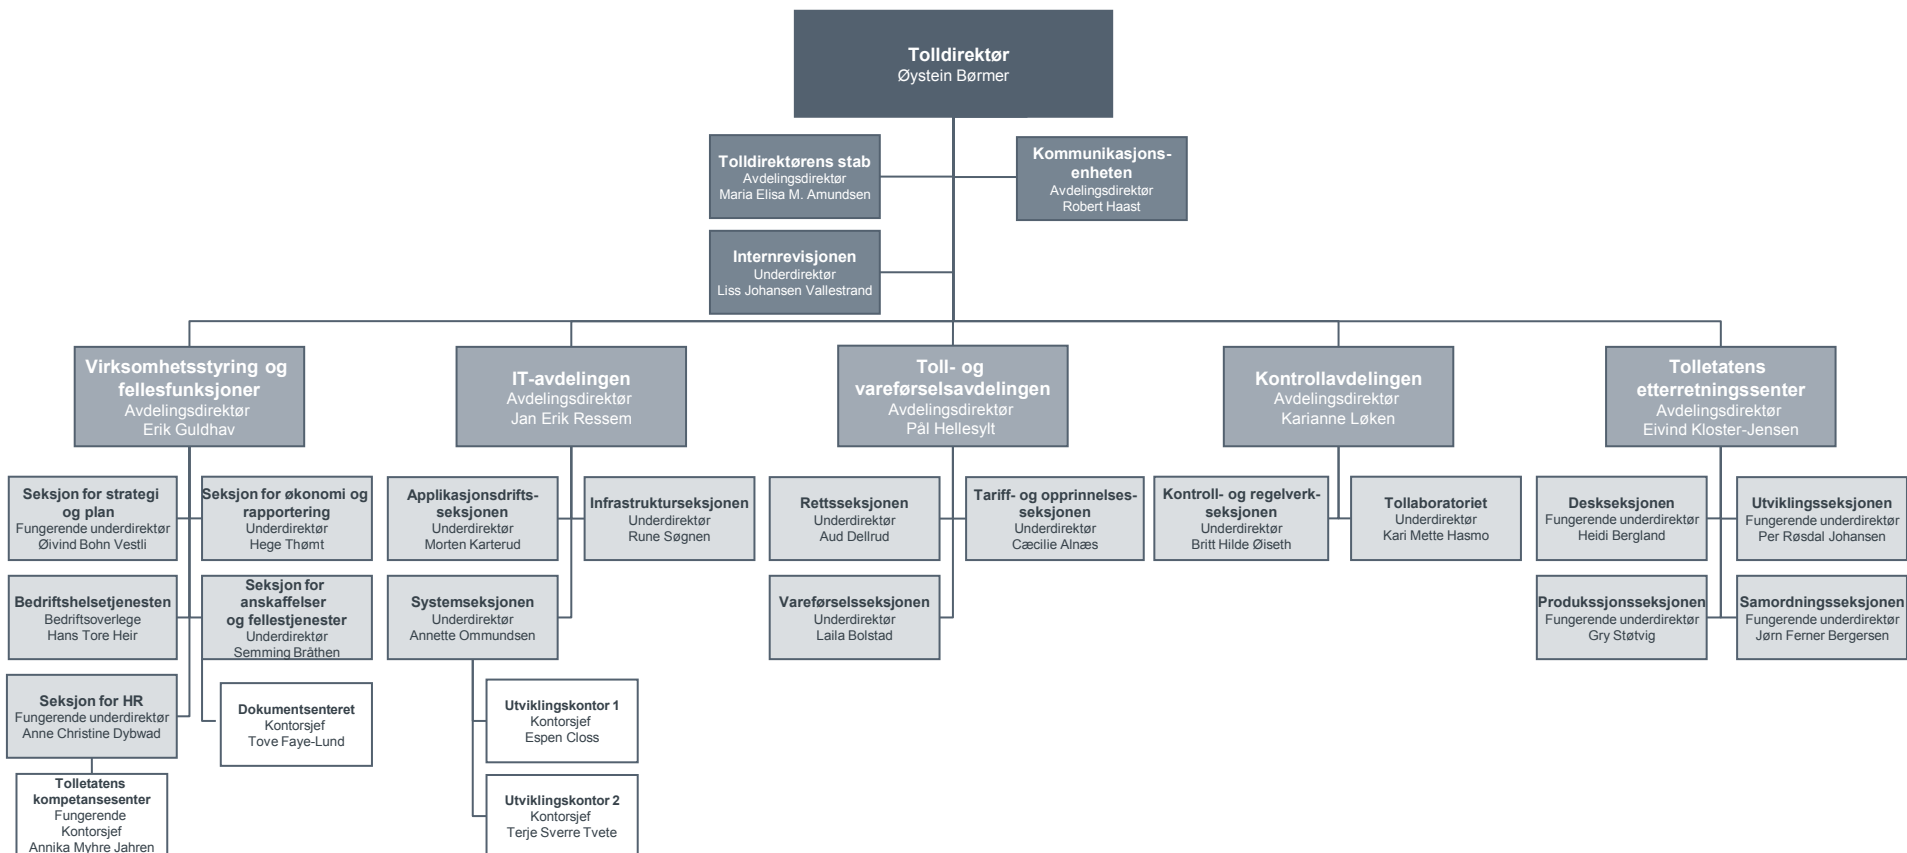 Tolldirektør
Øystein Børmer
Tolldirektørens stab
Avdelingsdirektør
Maria Elisa M. Amundsen
Kommunikasjons-
enheten
Avdelingsdirektør
Robert Haast
Internrevisjonen
Underdirektør
Liss Johansen Vallestrand
Virksomhetsstyring og
fellesfunksjoner
Avdelingsdirektør
Erik Guldhav
IT-avdelingen
Avdelingsdirektør
Jan Erik Ressem
Toll- og
vareførselsavdelingen
Avdelingsdirektør
Pål Hellesylt
Kontrollavdelingen
Avdelingsdirektør
Karianne Løken
Tolletatens
etterretningssenter
Avdelingsdirektør
Eivind Kloster-Jensen
Seksjon for strategi
og plan
Fungerende underdirektør
Øivind Bohn Vestli
Seksjon for økonomi og
rapportering
Underdirektør
Hege Thømt
Applikasjonsdrifts-
seksjonen
Underdirektør
Morten Karterud
Infrastrukturseksjonen
Underdirektør
Rune Søgnen
Rettsseksjonen
Underdirektør
Aud Dellrud
Tariff- og opprinnelses-
seksjonen
Underdirektør
Cæcilie Alnæs
Kontroll- og regelverk-
seksjonen
Underdirektør
Britt Hilde Øiseth
Tollaboratoriet
Underdirektør
Kari Mette Hasmo
Deskseksjonen
Fungerende underdirektør
Heidi Bergland
Utviklingsseksjonen
Fungerende underdirektør
Per Røsdal Johansen
Bedriftshelsetjenesten
Bedriftsoverlege
Hans Tore Heir
Seksjon for
anskaffelser
og fellestjenester
Underdirektør
Semming Bråthen
Systemseksjonen
Underdirektør
Annette Ommundsen
Vareførselsseksjonen
Underdirektør
Laila Bolstad
Produkssjonsseksjonen
Fungerende underdirektør
Gry Støtvig
Samordningsseksjonen
Fungerende underdirektør
Jørn Ferner Bergersen
Seksjon for HR
Fungerende underdirektør
Anne Christine Dybwad
Dokumentsenteret
Kontorsjef
Tove Faye-Lund
Utviklingskontor 1
Kontorsjef
Espen Closs
Tolletatens
kompetansesenter
Fungerende
Kontorsjef
Annika Myhre Jahren
Utviklingskontor 2
Kontorsjef
Terje Sverre Tvete